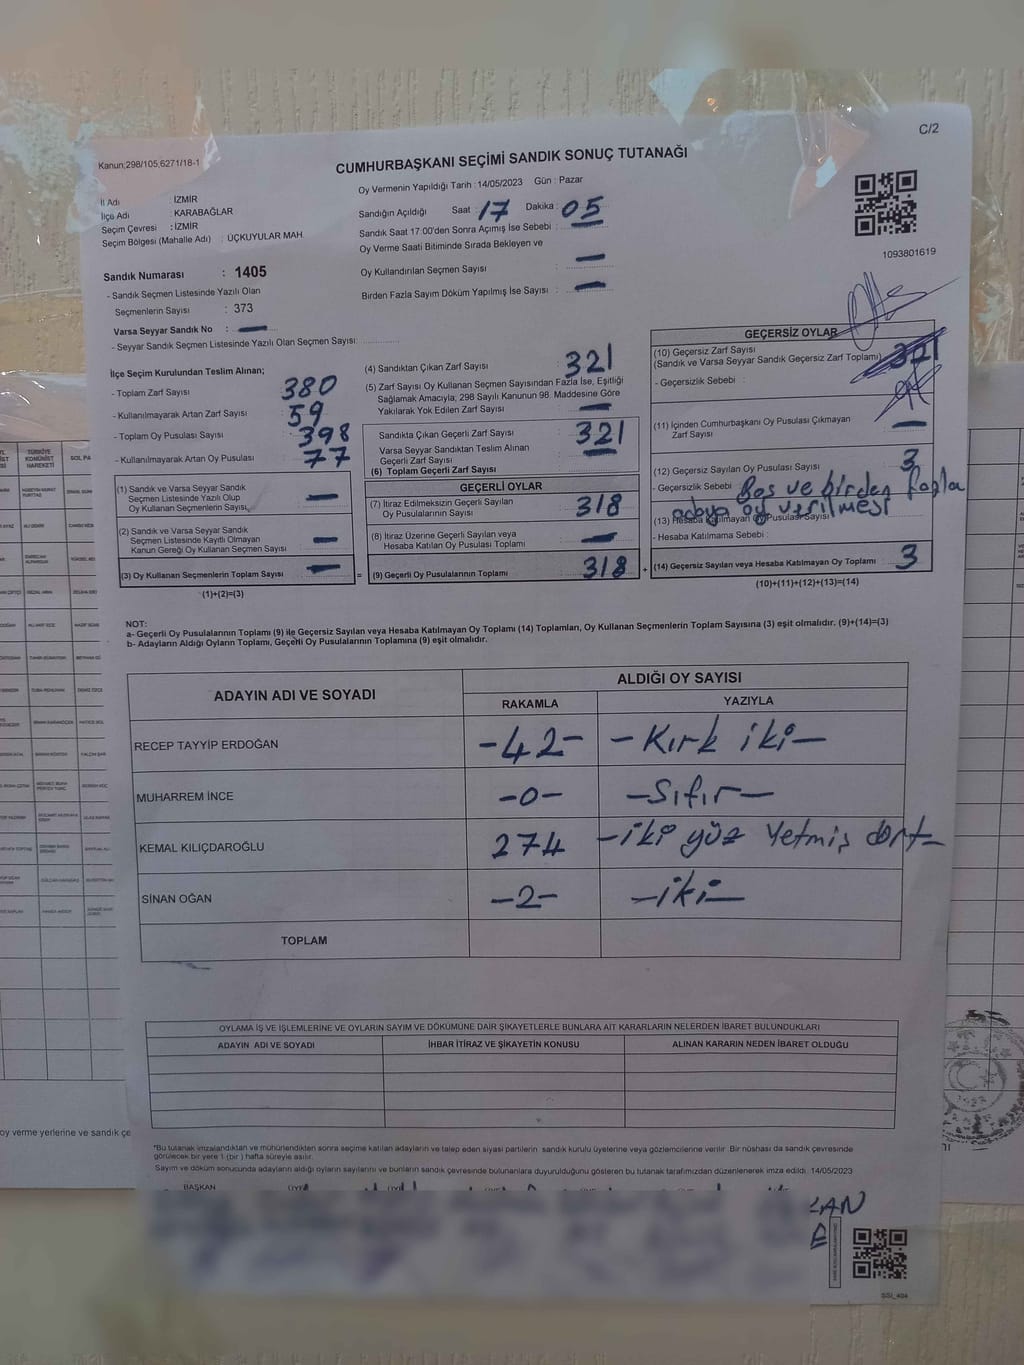 C/2
Kanun;298/105,6271/18-1
CUMHURBAŞKANI SEÇİMİ SANDIK SONUÇ TUTANAĞI
Oy Vermenin Yapıldığı Tarih : 14/05/2023 Gün : Pazar
İl Adı : İZMİR
İlçe Adı : KARABAĞLAR
Seçim Çevresi : İZMİR
Seçim Bölgesi (Mahalle Adı) : ÜÇKUYULAR MAH.
Sandık Numarası : 1405
- Sandık Seçmen Listesinde Yazılı Olan
Seçmenlerin Sayısı : 373
Varsa Seyyar Sandık No : —
- Seyyar Sandık Seçmen Listesinde Yazılı Olan Seçmen Sayısı:
Sandığın Açıldığı Saat : 17 Dakika : 05
Sandık Saat 17.00'den Sonra Açımış İse Sebebi : —
Oy Verme Saati Bitiminde Sırada Bekleyen ve
Oy Kullandırılan Seçmen Sayısı : —
Birden Fazla Sayım Döküm Yapılmış İse Sayısı : —
1093801619
İlçe Seçim Kurulundan Teslim Alınan;
- Toplam Zarf Sayısı : 380
- Kullanılmayarak Artan Zarf Sayısı : 59
- Toplam Oy Pusulası Sayısı : 398
- Kullanılmayarak Artan Oy Pusulası : 77
(1) Sandık ve Varsa Seyyar Sandık
Seçmen Listesinde Yazılı Olup
Oy Kullanan Seçmenlerin Sayısı : —
(2) Sandık ve Varsa Seyyar Sandık
Seçmen Listesinde Kayıtlı Olmayan
Kanun Gereği Oy Kullanan Seçmen Sayısı : —
(3) Oy Kullanan Seçmenlerin Toplam Sayısı : —
(1)+(2)=(3)
(4) Sandıktan Çıkan Zarf Sayısı : 321
(5) Zarf Sayısı Oy Kullanan Seçmen Sayısından Fazla İse, Eşitliği
Sağlamak Amacıyla; 298 Sayılı Kanunun 98. Maddesine Göre
Yakılarak Yok Edilen Zarf Sayısı : —
Sandıkta Çıkan Geçerli Zarf Sayısı : 321
Varsa Seyyar Sandıktan Teslim Alınan
Geçerli Zarf Sayısı : —
(6) Toplam Geçerli Zarf Sayısı :
GEÇERLİ OYLAR
(7) İtiraz Edilmeksizin Geçerli Sayılan
Oy Pusulalarının Sayısı : 318
(8) İtiraz Üzerine Geçerli Sayılan veya
Hesaba Katılan Oy Pusulası Toplamı : —
= (9) Geçerli Oy Pusulalarının Toplamı : 318 +
GEÇERSİZ OYLAR
(10) Geçersiz Zarf Sayısı
(Sandık ve Varsa Seyyar Sandık Geçersiz Zarf Toplamı) : 321
- Geçersizlik Sebebi :
(11) İçinden Cumhurbaşkanı Oy Pusulası Çıkmayan
Zarf Sayısı : —
(12) Geçersiz Sayılan Oy Pusulası Sayısı : 3
- Geçersizlik Sebebi : Boş ve birden fazla
adaya oy verilmesi
(13) Hesaba Katılmayan Oy Pusulası Sayısı :
- Hesaba Katılmama Sebebi :
(14) Geçersiz Sayılan veya Hesaba Katılmayan Oy Toplamı : 3
(10)+(11)+(12)+(13)=(14)
NOT:
a- Geçerli Oy Pusulalarının Toplamı (9) ile Geçersiz Sayılan veya Hesaba Katılmayan Oy Toplamı (14) Toplamları, Oy Kullanan Seçmenlerin Toplam Sayısına (3) eşit olmalıdır. (9)+(14)=(3)
b- Adayların Aldığı Oyların Toplamı, Geçerli Oy Pusulalarının Toplamına (9) eşit olmalıdır.
ADAYIN ADI VE SOYADI
ALDIĞI OY SAYISI
RAKAMLA YAZIYLA
RECEP TAYYİP ERDOĞAN -42- -Kırk iki-
MUHARREM İNCE -0- -Sıfır-
KEMAL KILIÇDAROĞLU 274 -iki yüz Yetmiş dört-
SİNAN OĞAN -2- -iki-
TOPLAM
OYLAMA İŞ VE İŞLEMLERİNE VE OYLARIN SAYIM VE DÖKÜMÜNE DAİR ŞİKAYETLERLE BUNLARA AİT KARARLARIN NELERDEN İBARET BULUNDUKLARI
ADAYIN ADI VE SOYADI İHBAR İTİRAZ VE ŞİKAYETİN KONUSU ALINAN KARARIN NEDEN İBARET OLDUĞU
*Bu tutanak imzalandıktan ve mühürlendikten sonra seçime katılan adayların ve talep eden siyasi partilerin sandık kurulu üyelerine veya gözlemcilerine verilir. Bir nüshası da sandık çevresinde
görülecek bir yere 1 (bir) hafta süreyle asılır.
Sayım ve döküm sonucunda adayların aldığı oyların sayılarını ve bunların sandık çevresinde bulunanlara duyurulduğunu gösteren bu tutanak tarafımızdan düzenlenerek imza edildi. 14/05/2023
BAŞKAN
SSI_404
TÜRKİYE
KOMÜNİST
HAREKETİ
SOL PA
oy verme yerlerine ve sandık çe